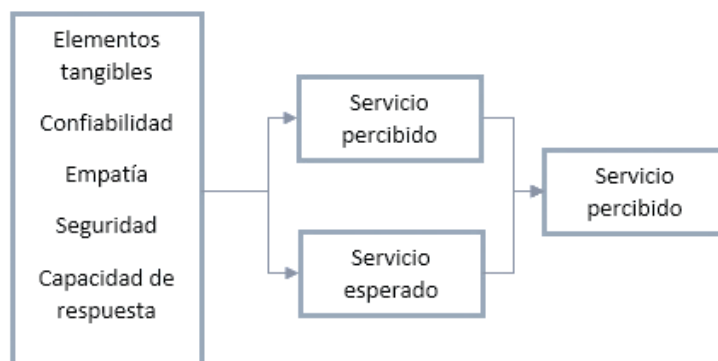 Elementos
tangibles
Confiabilidad
Empatía
Seguridad
Capacidad de
respuesta
Servicio
percibido
Servicio
esperado
Servicio
percibido